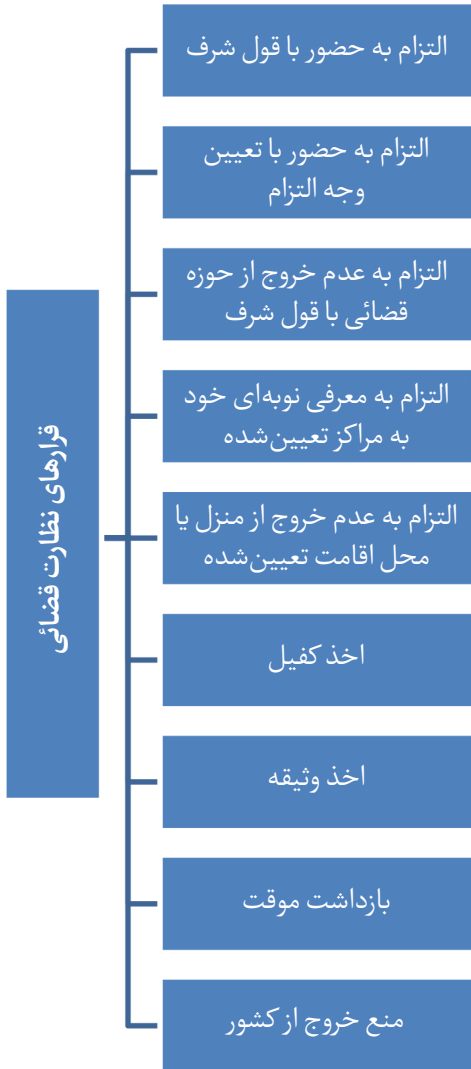 قرارهای نظارت قضائی
التزام به حضور با قول شرف
التزام به حضور با تعیین
وجه التزام
التزام به عدم خروج از حوزه
قضائی با قول شرف
التزام به معرفی نوبه‌ای خود
به مراکز تعیین‌شده
التزام به عدم خروج از منزل یا
محل اقامت تعیین‌شده
اخذ کفیل
اخذ وثیقه
بازداشت موقت
منع خروج از کشور